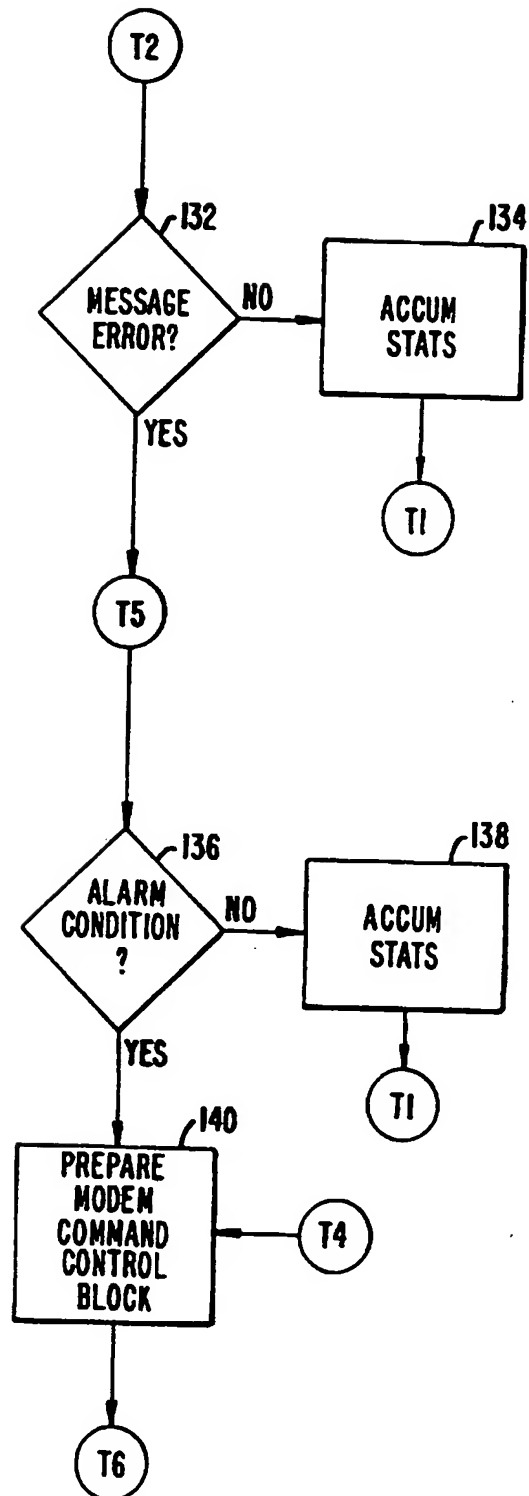 T2
132
MESSAGE
ERROR?
NO
YES
134
ACCUM
STATS
T1
T5
136
ALARM
CONDITION
?
NO
YES
138
ACCUM
STATS
T1
140
PREPARE
MODEM
COMMAND
CONTROL
BLOCK
T4
T6